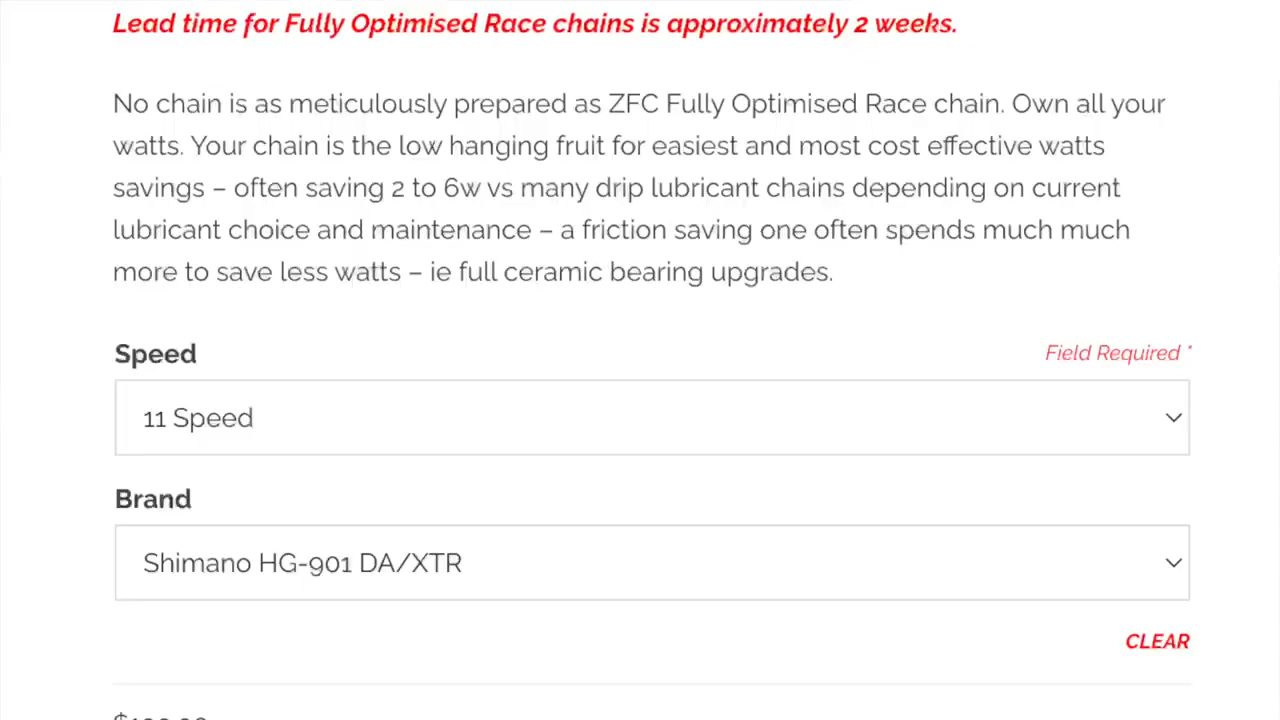 Lead time for Fully Optimised Race chains is approximately 2 weeks.
No chain is as meticulously prepared as ZFC Fully Optimised Race chain. Own all your
watts. Your chain is the low hanging fruit for easiest and most cost effective watts
savings – often saving 2 to 6w vs many drip lubricant chains depending on current
lubricant choice and maintenance – a friction saving one often spends much much
more to save less watts – ie full ceramic bearing upgrades.
Speed
Field Required *
11 Speed
Brand
Shimano HG-901 DA/XTR
CLEAR